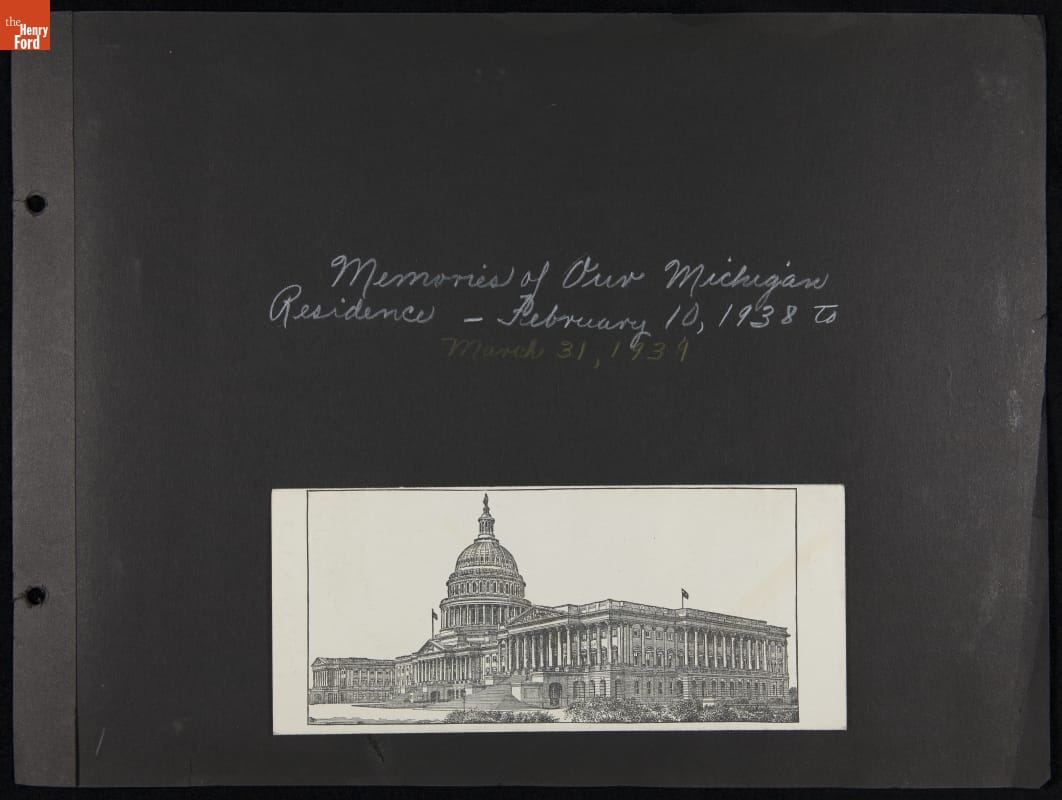 the
Henry
Ford
Memories of Our Michigan
Residence – February 10, 1938 to
March 31, 1939